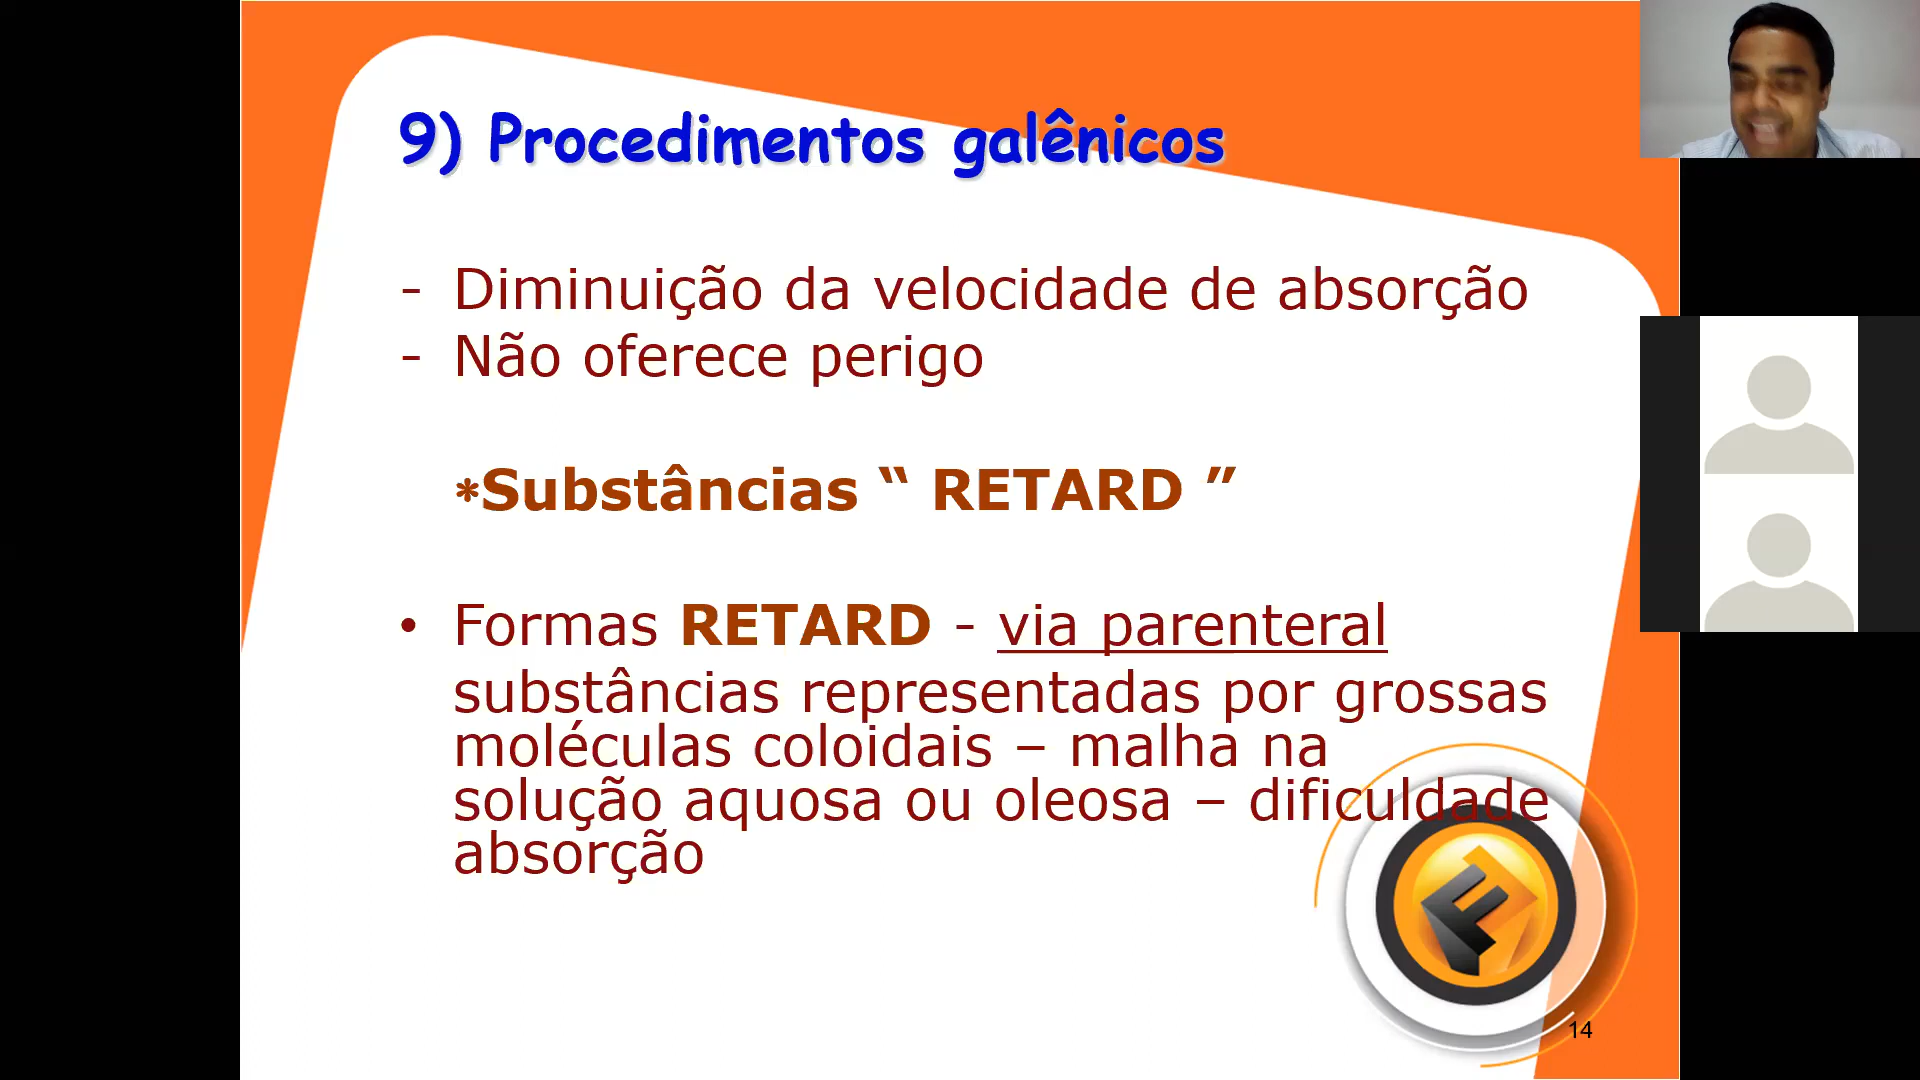 9) Procedimentos galênicos
- Diminuição da velocidade de absorção
- Não oferece perigo
*Substâncias “ RETARD ”
• Formas RETARD - via parenteral
substâncias representadas por grossas
moléculas coloidais – malha na
solução aquosa ou oleosa – dificuldade
absorção
14